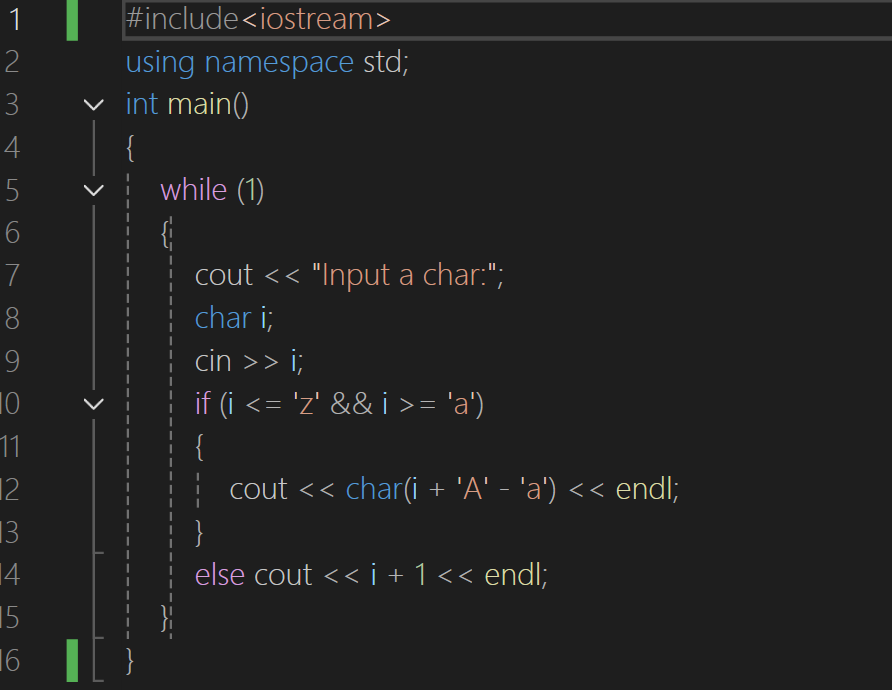 1 #include<iostream>
2 using namespace std;
3 int main()
4 {
5 while (1)
6 {
7 cout << "Input a char:";
8 char i;
9 cin >> i;
10 if (i <= 'z' && i >= 'a')
11 {
12 cout << char(i + 'A' - 'a') << endl;
13 }
14 else cout << i + 1 << endl;
15 }
16 }